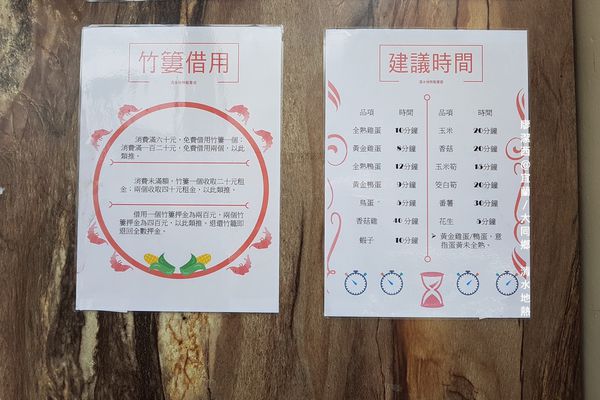 竹簍借用
消費滿六十元，免費借用竹簍一個；
消費滿一百二十元，免費借用兩個，以此
類推。
消費未滿額，竹簍一個收取二十元租
金；兩個收取四十元租金，以此類推。
借用一個竹簍押金為兩百元，兩個竹
簍押金為四百元，以此類推。退還竹籠即
退回全數押金。
建議時間
品項 時間 品項 時間
全熟雞蛋 10分鐘 玉米 20分鐘
黃金雞蛋 8分鐘 香菇 20分鐘
全熟鴨蛋 12分鐘 玉米筍 15分鐘
黃金鴨蛋 9分鐘 筊白筍 20分鐘
鳥蛋 5分鐘 番薯 30分鐘
香菇雞 40分鐘 花生 5分鐘
蝦子 10分鐘 ➢ 黃金雞蛋/鴨蛋，意
指蛋黃未全熟。